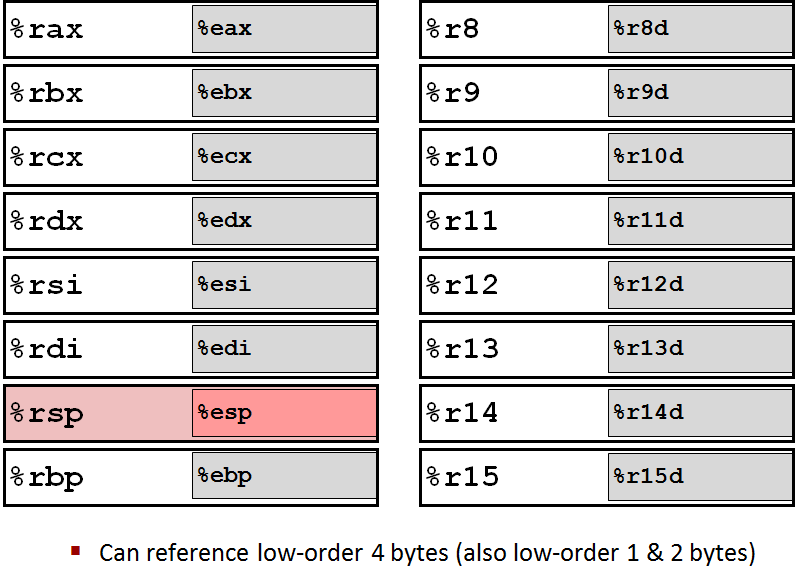 %rax %eax %r8 %r8d
%rbx %ebx %r9 %r9d
%rcx %ecx %r10 %r10d
%rdx %edx %r11 %r11d
%rsi %esi %r12 %r12d
%rdi %edi %r13 %r13d
%rsp %esp %r14 %r14d
%rbp %ebp %r15 %r15d
▪ Can reference low-order 4 bytes (also low-order 1 & 2 bytes)